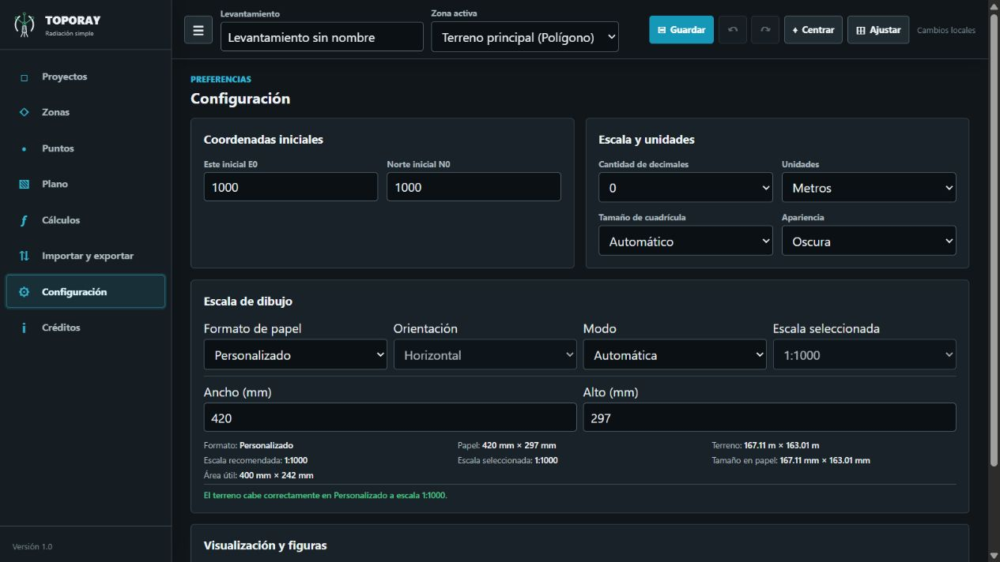 TOPORAY
Radiación simple
Proyectos
Zonas
Puntos
Plano
Cálculos
Importar y exportar
Configuración
Créditos
Versión 1.0
Levantamiento
Levantamiento sin nombre
Zona activa
Terreno principal (Polígono)
Guardar
Centrar
Ajustar
Cambios locales
PREFERENCIAS
Configuración
Coordenadas iniciales
Este inicial E0
Norte inicial N0
1000
1000
Escala y unidades
Cantidad de decimales
Unidades
0
Metros
Tamaño de cuadrícula
Apariencia
Automático
Oscura
Escala de dibujo
Formato de papel
Orientación
Modo
Escala seleccionada
Personalizado
Horizontal
Automática
1:1000
Ancho (mm)
Alto (mm)
420
297
Formato: Personalizado
Papel: 420 mm × 297 mm
Terreno: 167.11 m × 163.01 m
Escala recomendada: 1:1000
Escala seleccionada: 1:1000
Tamaño en papel: 167.11 mm × 163.01 mm
Área útil: 400 mm × 242 mm
El terreno cabe correctamente en Personalizado a escala 1:1000.
Visualización y figuras